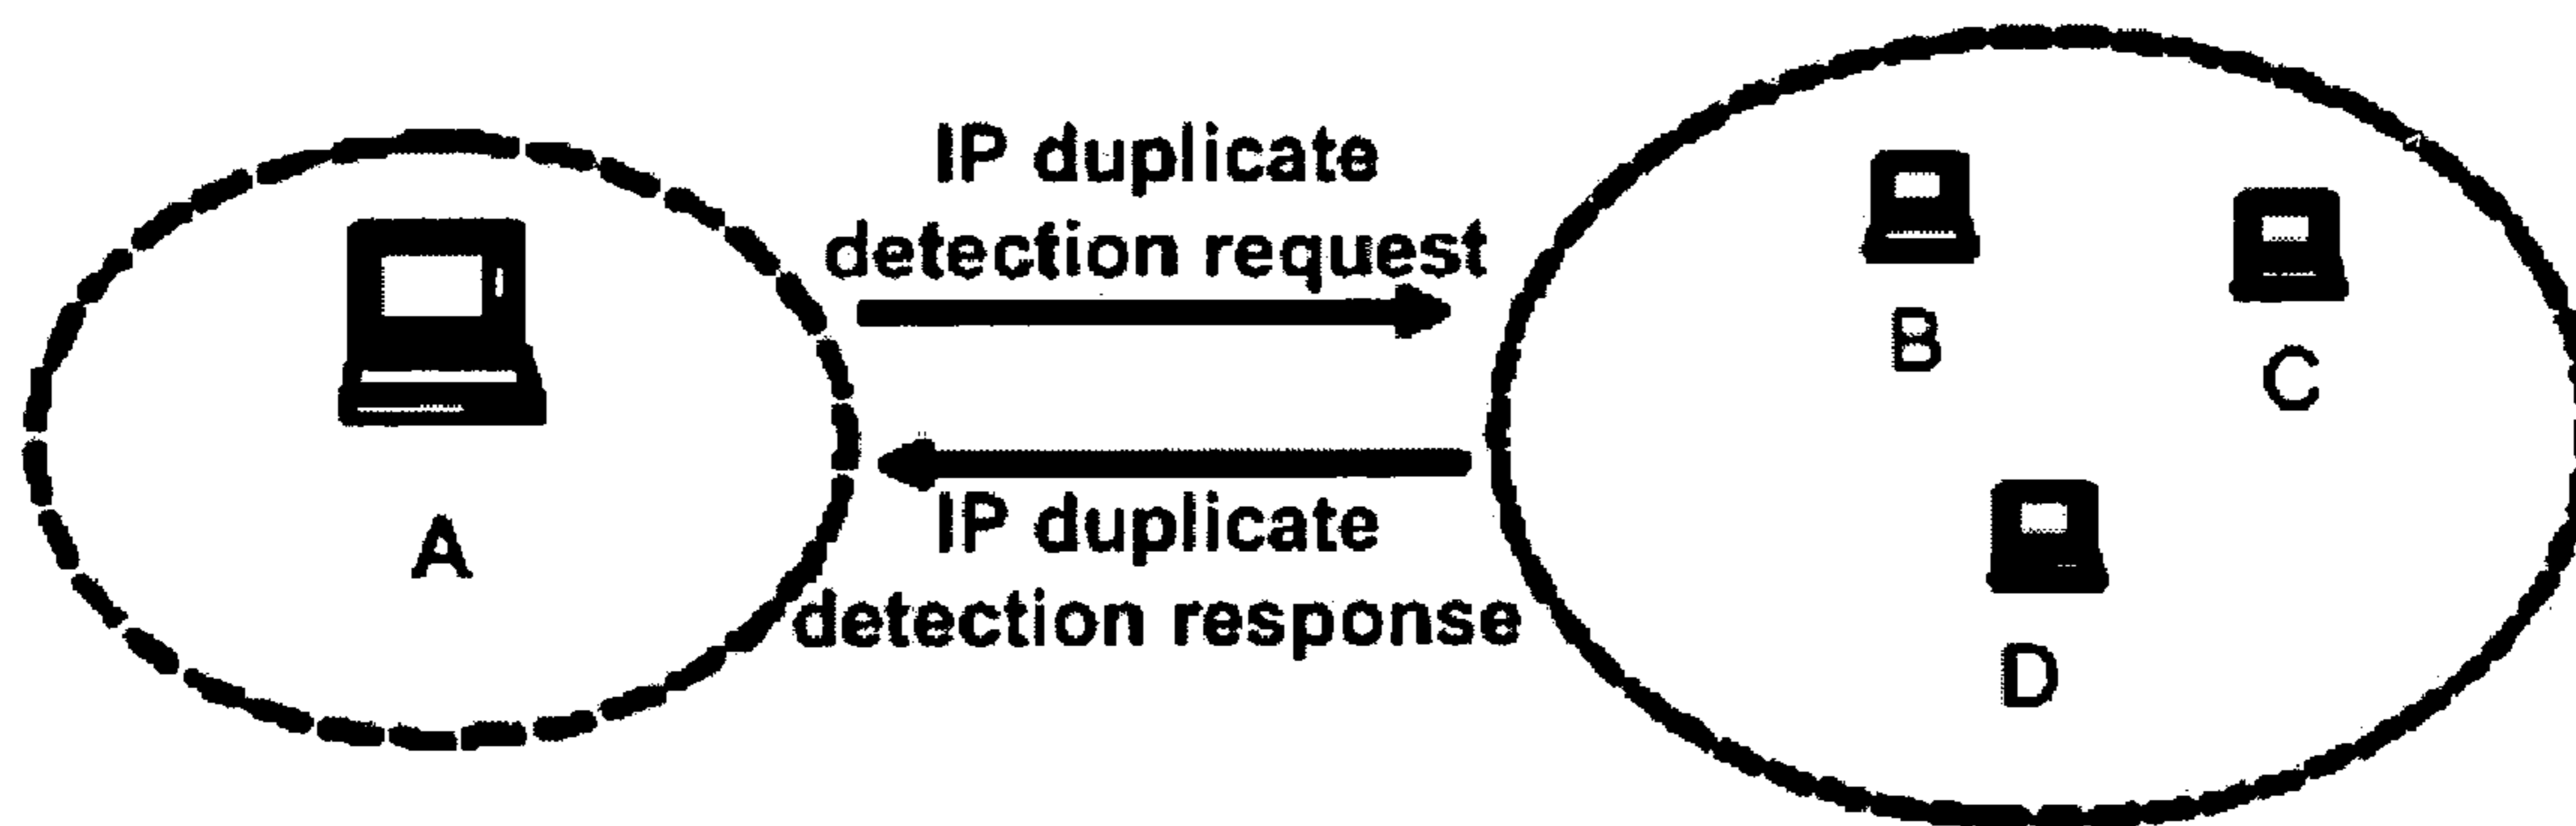 IP duplicate
detection request
B
C
A
IP duplicate
detection response
D